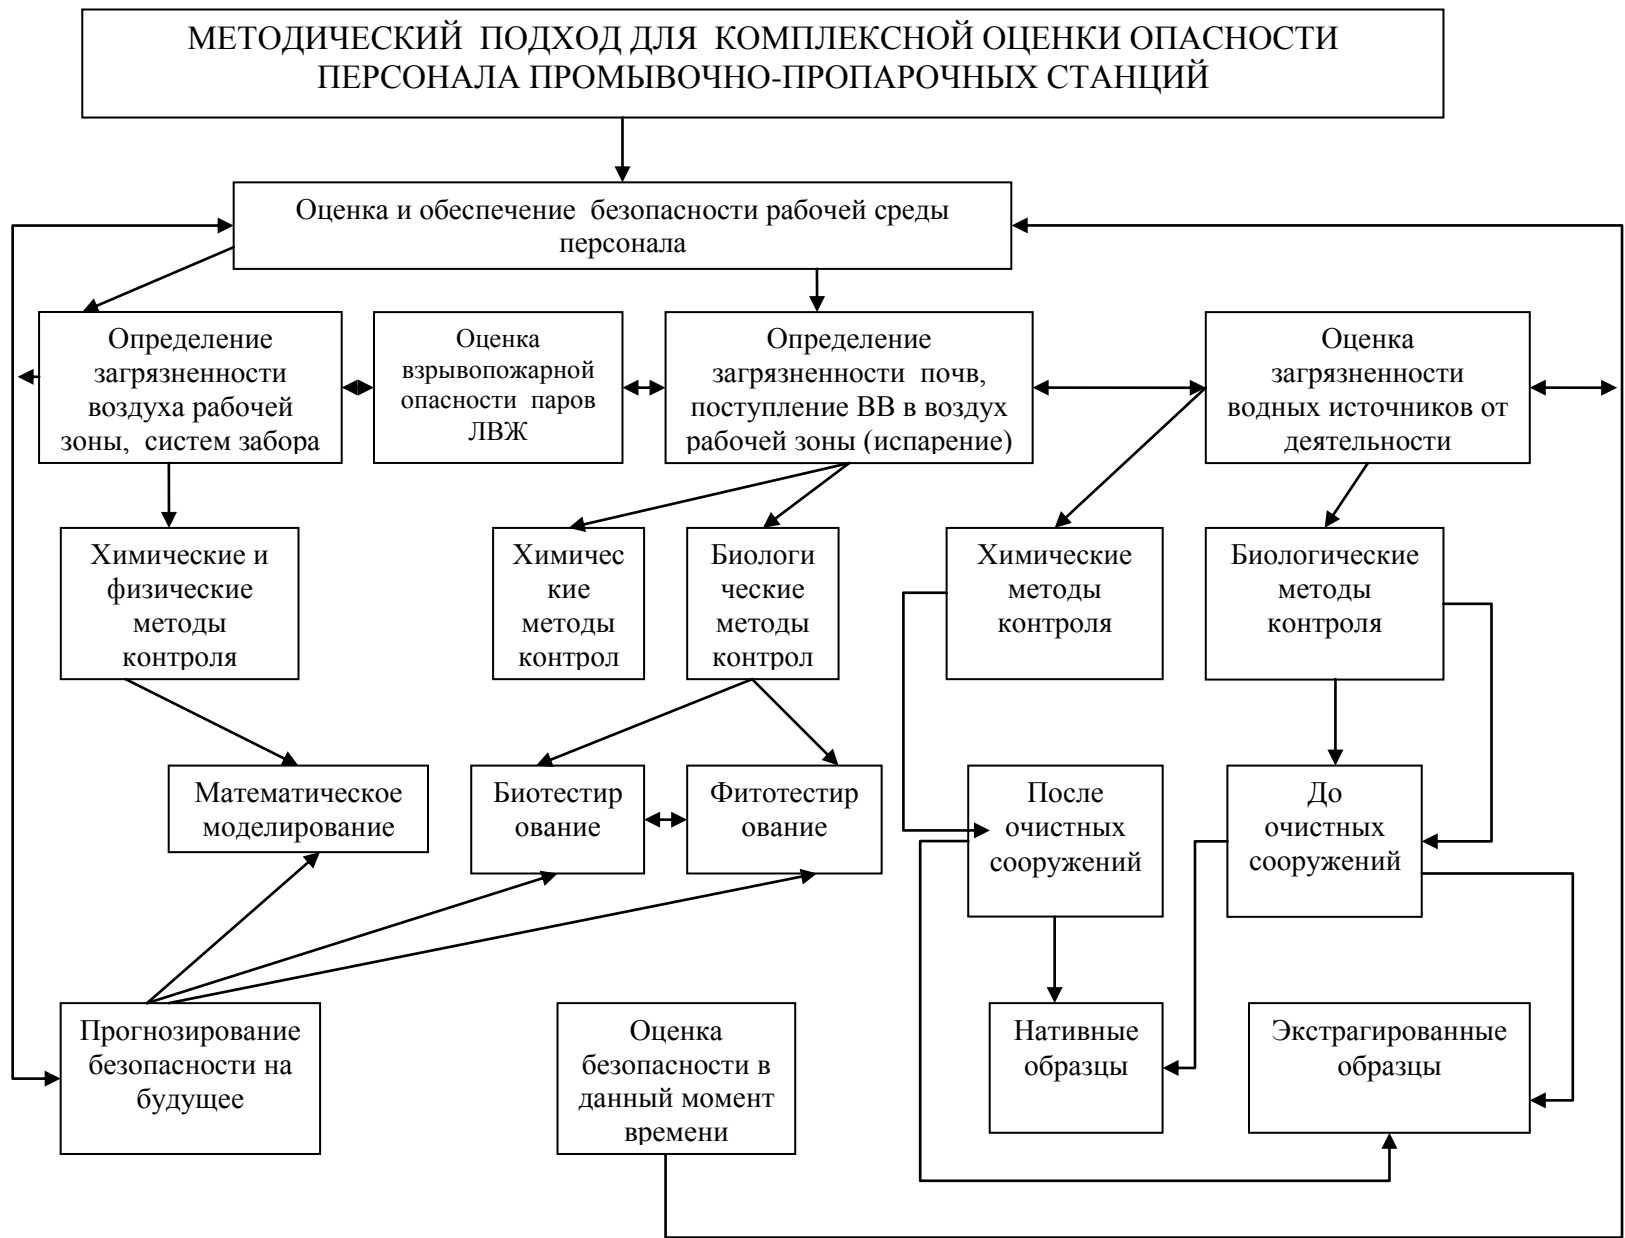 МЕТОДИЧЕСКИЙ ПОДХОД ДЛЯ КОМПЛЕКСНОЙ ОЦЕНКИ ОПАСНОСТИ
ПЕРСОНАЛА ПРОМЫВОЧНО-ПРОПАРОЧНЫХ СТАНЦИЙ
Оценка и обеспечение безопасности рабочей среды
персонала
Определение
загрязненности
воздуха рабочей
зоны, систем забора
Оценка
взрывопожарной
опасности паров
ЛВЖ
Определение
загрязненности почв,
поступление ВВ в воздух
рабочей зоны (испарение)
Оценка
загрязненности
водных источников от
деятельности
Химические и
физические
методы
контроля
Химичес
кие
методы
контрол
Биологи
ческие
методы
контрол
Химические
методы
контроля
Биологические
методы
контроля
Математическое
моделирование
Биотестир
ование
Фитотестир
ование
После
очистных
сооружений
До
очистных
сооружений
Прогнозирование
безопасности на
будущее
Оценка
безопасности в
данный момент
времени
Нативные
образцы
Экстрагированные
образцы